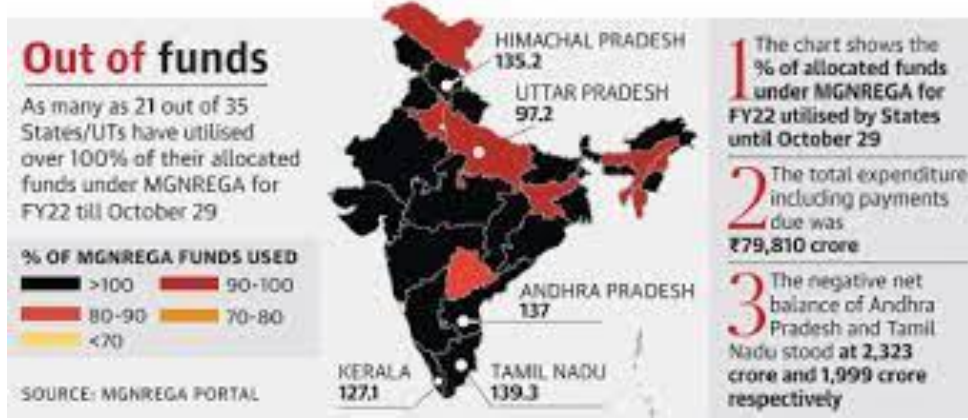 Out of funds
As many as 21 out of 35
States/UTs have utilised
over 100% of their allocated
funds under MGNREGA for
FY22 till October 29
% OF MGNREGA FUNDS USED
>100
90-100
80-90
70-80
<70
SOURCE: MGNREGA PORTAL
HIMACHAL PRADESH
135.2
UTTAR PRADESH
97.2
ANDHRA PRADESH
137
KERALA
127.1
TAMIL NADU
139.3
1 The chart shows the
% of allocated funds
under MGNREGA for
FY22 utilised by States
until October 29
2 The total expenditure
including payments
due was
₹79,810 crore
3 The negative net
balance of Andhra
Pradesh and Tamil
Nadu stood at 2,323
crore and 1,999 crore
respectively